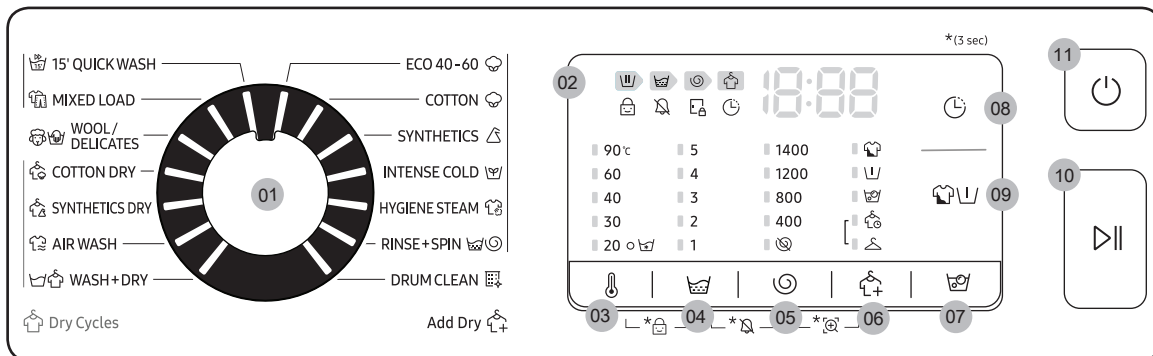 *(3 sec)
15' QUICK WASH
MIXED LOAD
WOOL/
DELICATES
COTTON DRY
SYNTHETICS DRY
AIR WASH
WASH+DRY
Dry Cycles
01
ECO 40-60
COTTON
SYNTHETICS
INTENSE COLD
HYGIENE STEAM
RINSE+SPIN
DRUM CLEAN
Add Dry
02
18:88
90℃ 5 1400
60 4 1200
40 3 800
30 2 400
20 1
03 04 05 06 07
* * *
08
09
11
10